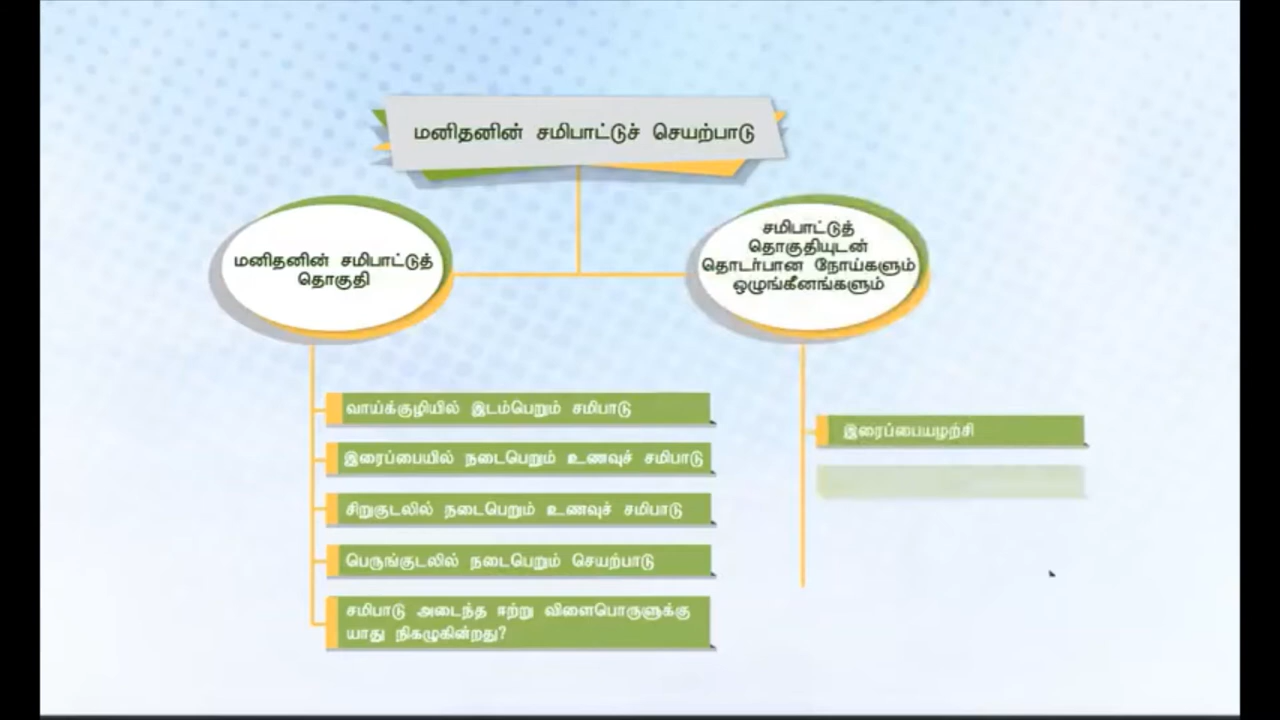 மனிதனின் சமிபாட்டுச் செயற்பாடு
மனிதனின் சமிபாட்டுத்
தொகுதி
சமிபாட்டுத்
தொகுதியுடன்
தொடர்பான நோய்களும்
ஒழுங்கீனங்களும்
வாய்க்குழியில் இடம்பெறும் சமிபாடு
இரைப்பையில் நடைபெறும் உணவுச் சமிபாடு
சிறுகுடலில் நடைபெறும் உணவுச் சமிபாடு
பெருங்குடலில் நடைபெறும் செயற்பாடு
சமிபாடு அடைந்த ஈற்று விளைபொருளுக்கு
யாது நிகழுகின்றது?
இரைப்பையழற்சி